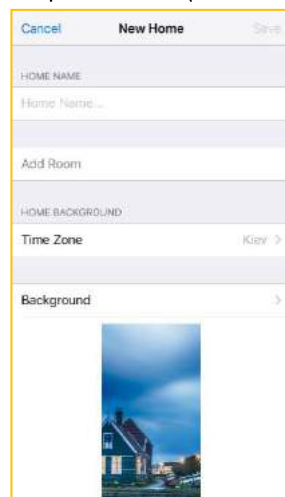 Cancel New Home Save
HOME NAME
Home Name...
Add Room
HOME BACKGROUND
Time Zone Kiev
Background